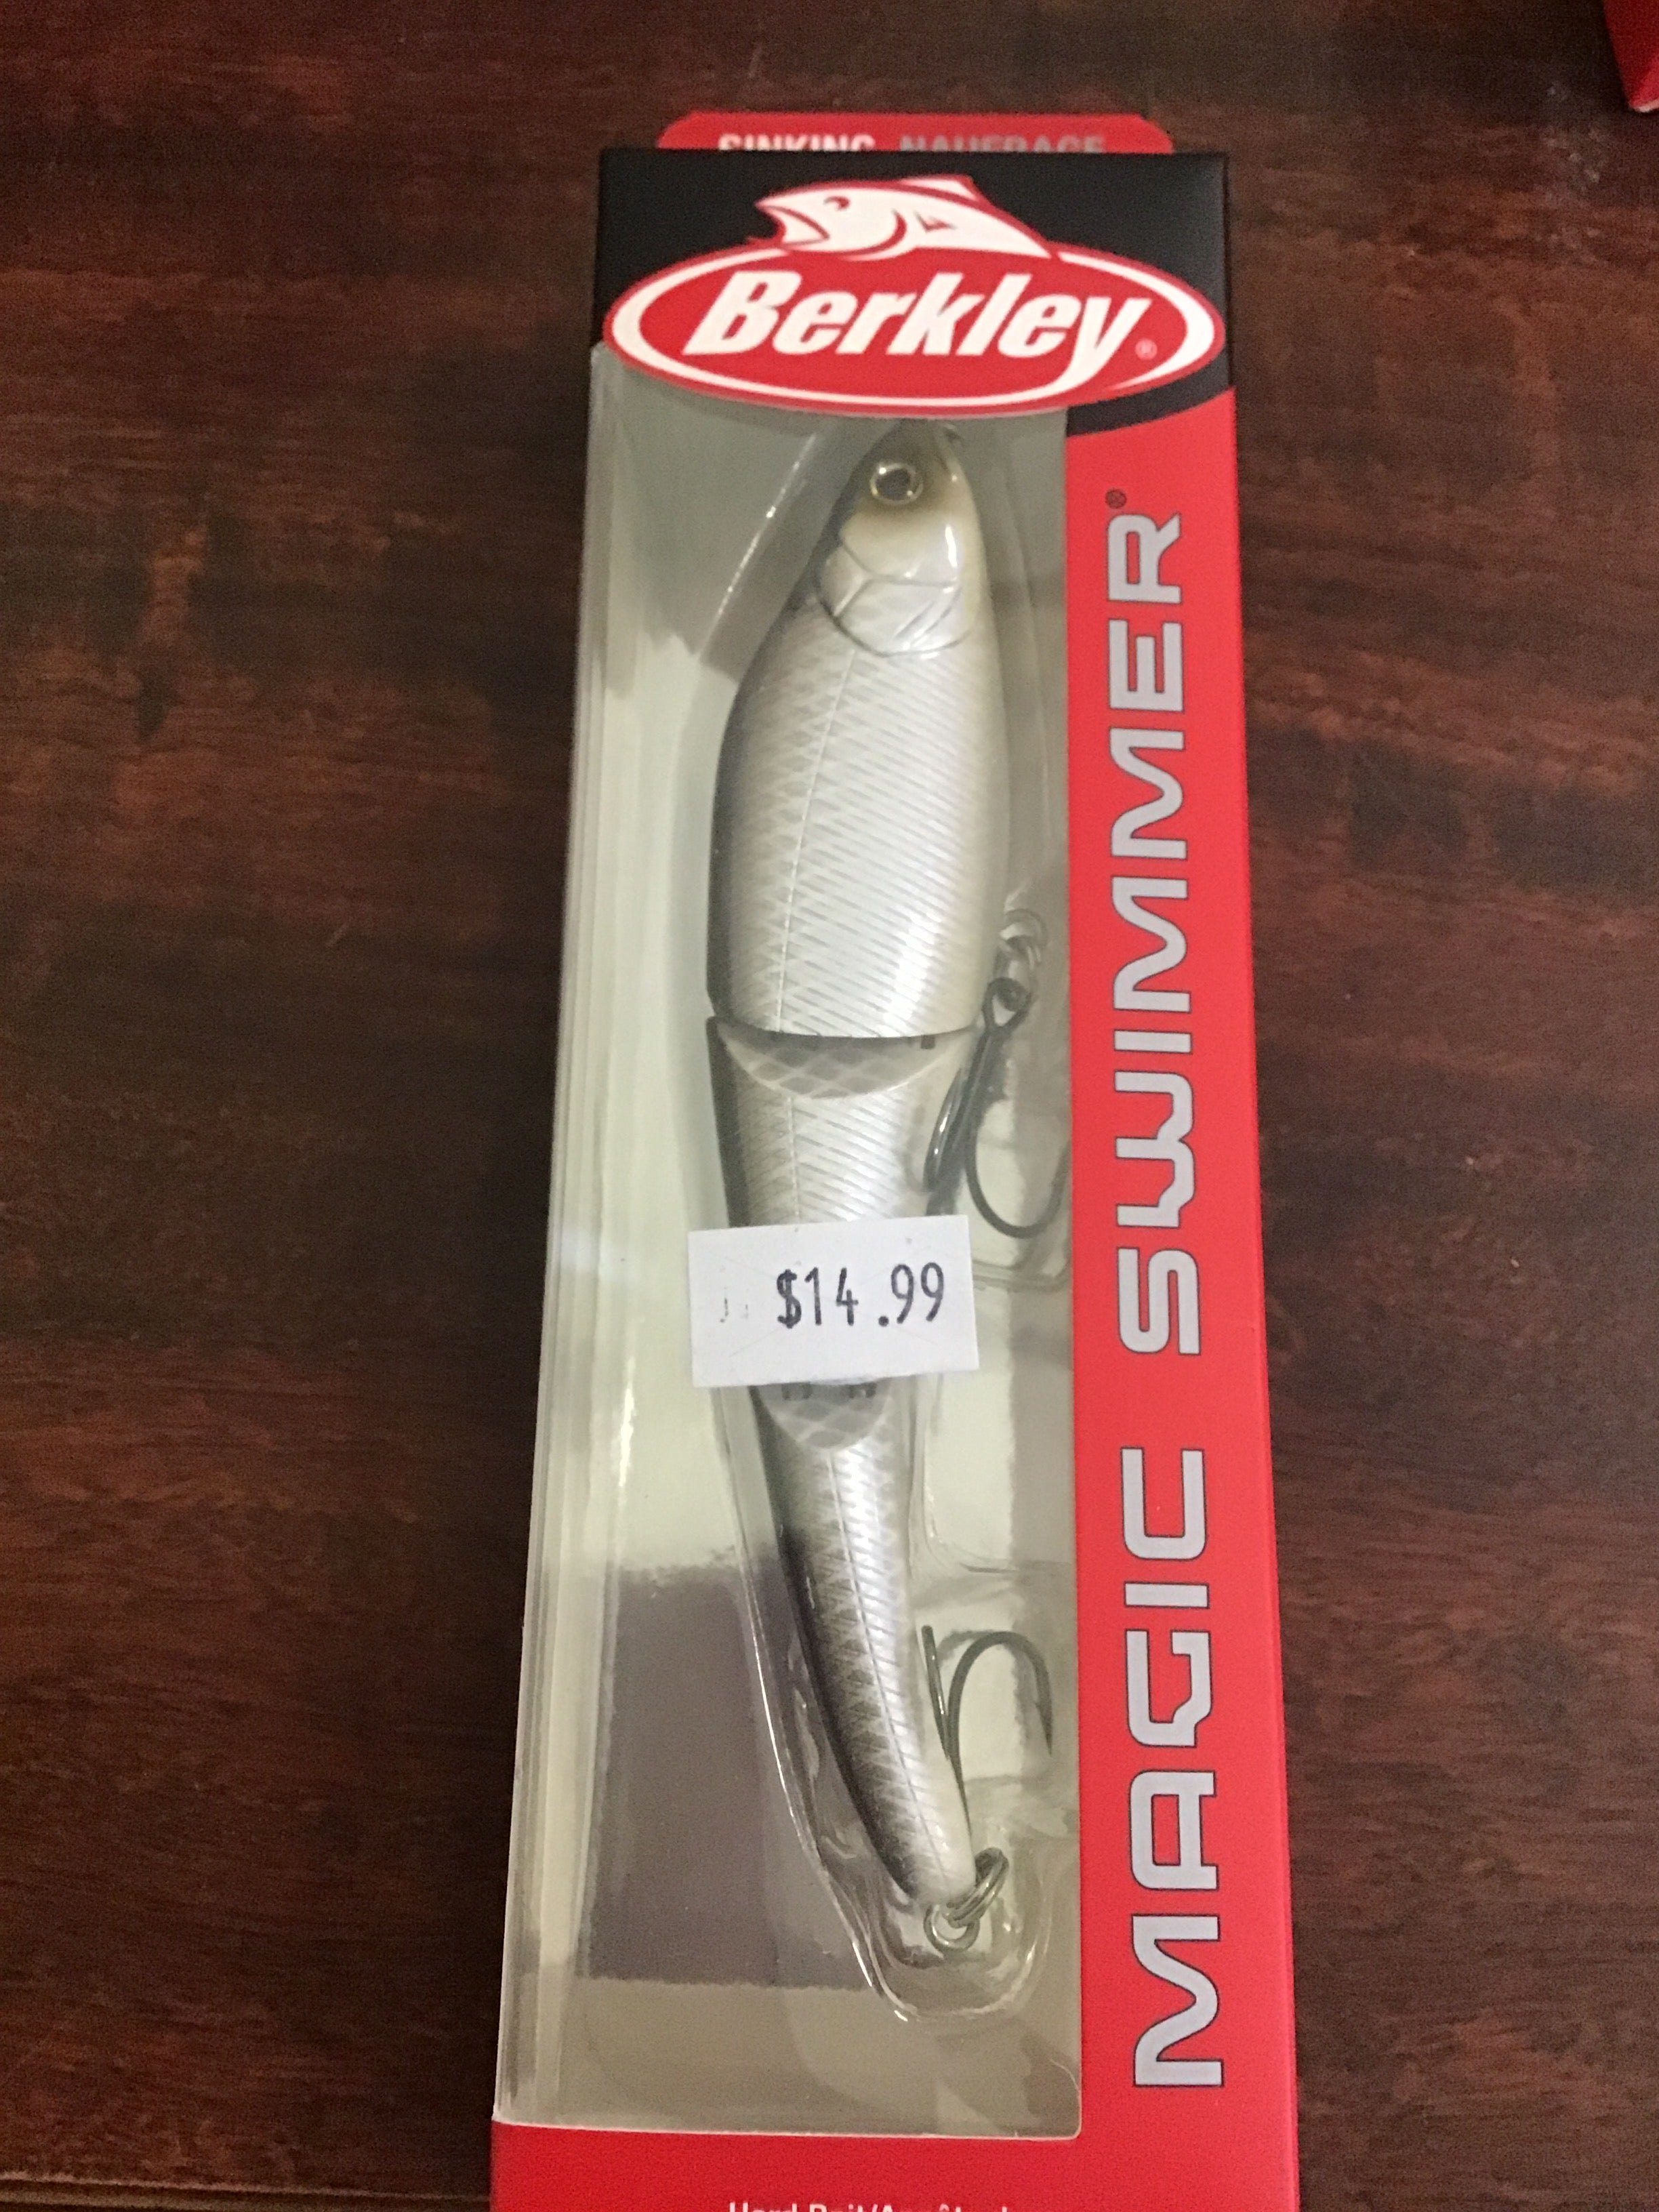 SINKING NAUFRAGE
Berkley®
MAGIC SWIMMER®
$14.99